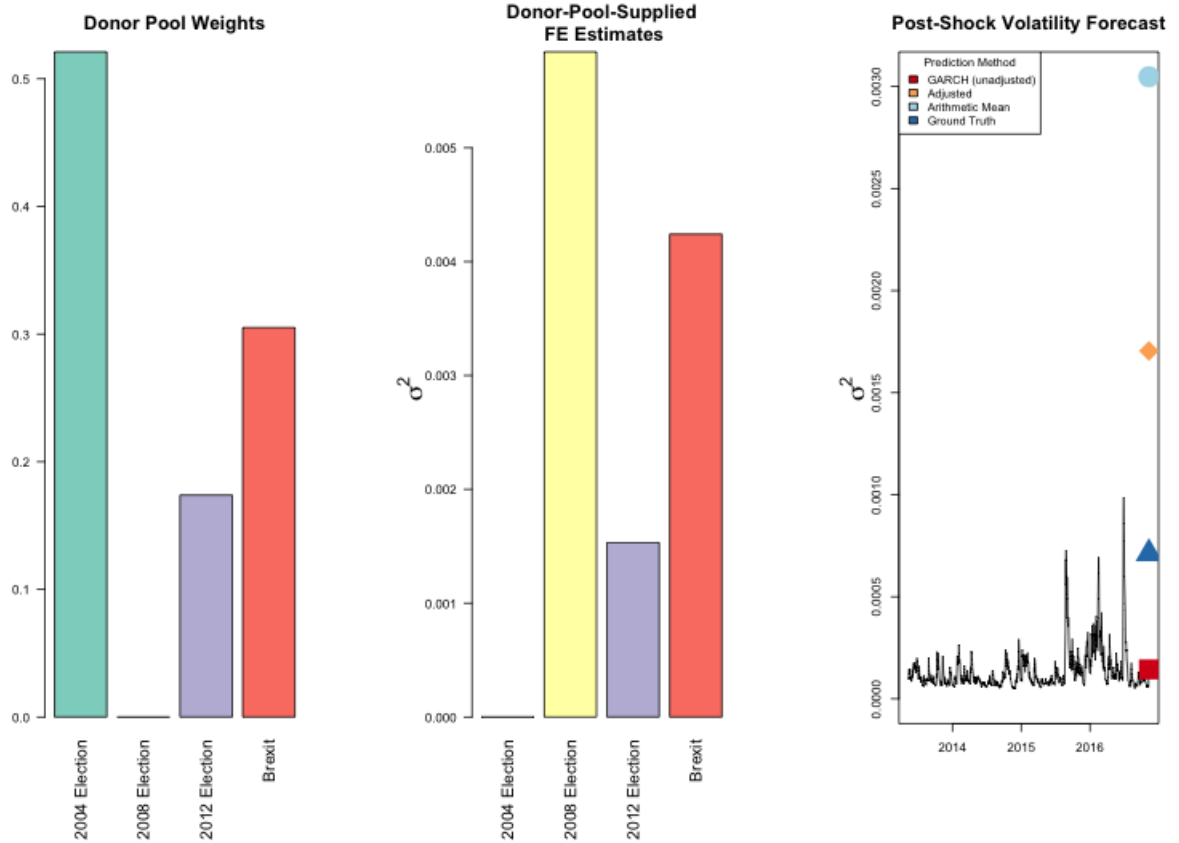 Donor Pool Weights
0.5
0.4
0.3
0.2
0.1
0.0
2004 Election
2008 Election
2012 Election
Brexit
Donor-Pool-Supplied
FE Estimates
σ²
0.005
0.004
0.003
0.002
0.001
0.000
2004 Election
2008 Election
2012 Election
Brexit
Post-Shock Volatility Forecast
Prediction Method
GARCH (unadjusted)
Adjusted
Arithmetic Mean
Ground Truth
σ²
0.0030
0.0025
0.0020
0.0015
0.0010
0.0005
0.0000
2014
2015
2016